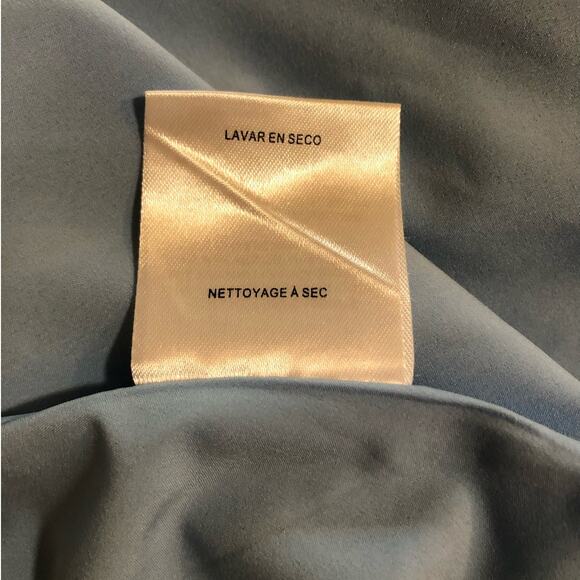 LAVAR EN SECO
NETTOYAGE À SEC